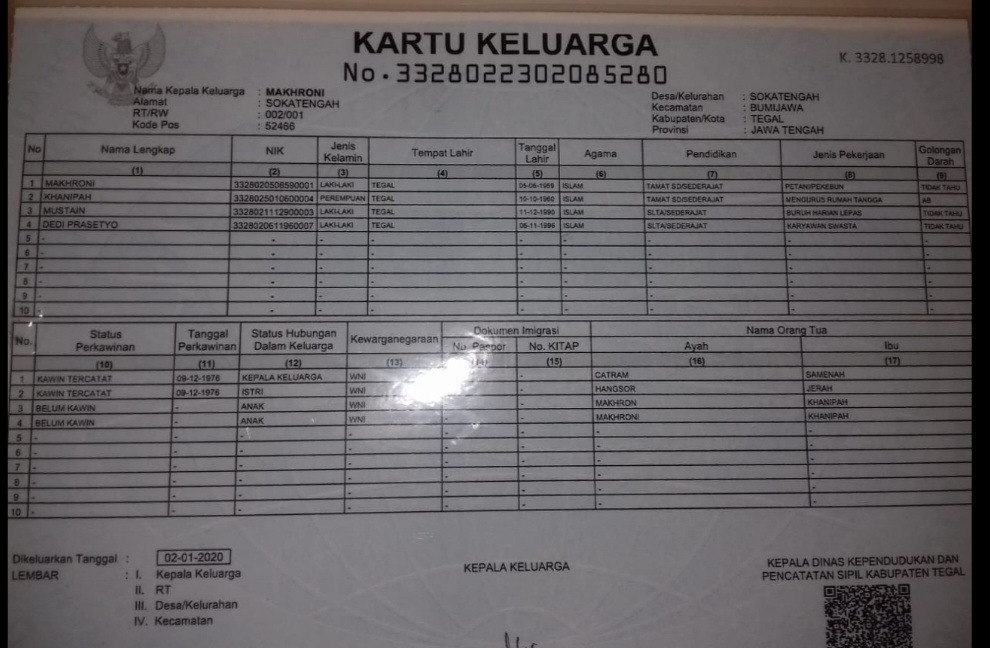 KARTU KELUARGA
No. 3328022302085280
K. 3328.1258998
Nama Kepala Keluarga : MAKHRONI
Alamat : SOKATENGAH
RT/RW : 002/001
Kode Pos : 52466
Desa/Kelurahan : SOKATENGAH
Kecamatan : BUMIJAWA
Kabupaten/Kota : TEGAL
Provinsi : JAWA TENGAH
No Nama Lengkap NIK Jenis Kelamin Tempat Lahir Tanggal Lahir Agama Pendidikan Jenis Pekerjaan Golongan Darah
(1) (2) (3) (4) (5) (6) (7) (8) (9)
1 MAKHRONI 3328020506590001 LAKI-LAKI TEGAL ISLAM TAMAT SD/SEDERAJAT PETANI/PEKEBUN TIDAK TAHU
2 KHANIPAH 3328025010600004 PEREMPUAN TEGAL 10-10-1960 ISLAM TAMAT SD/SEDERAJAT MENGURUS RUMAH TANGGA AB
3 MUSTAIN 3328021112900003 LAKI-LAKI TEGAL 11-12-1990 ISLAM SLTA/SEDERAJAT BURUH HARIAN LEPAS TIDAK TAHU
4 DEDI PRASETYO 3328020611960007 LAKI-LAKI TEGAL 06-11-1996 ISLAM SLTA/SEDERAJAT KARYAWAN SWASTA TIDAK TAHU
5 - - - - - - - - -
6 - - - - - - - - -
7 - - - - - - - - -
8 - - - - - - - - -
9 - - - - - - - - -
10 - - - - - - - - -
No. Status Perkawinan Tanggal Perkawinan Status Hubungan Dalam Keluarga Kewarganegaraan Dokumen Imigrasi Nama Orang Tua
No. Paspor No. KITAP Ayah Ibu
(10) (11) (12) (13) (14) (15) (16) (17)
1 KAWIN TERCATAT 09-12-1976 KEPALA KELUARGA WNI - CATRAM SAMENAH
2 KAWIN TERCATAT 09-12-1976 ISTRI WNI - HANGSOR JERAH
3 BELUM KAWIN - ANAK WNI - MAKHRON KHANIPAH
4 BELUM KAWIN - ANAK WNI - MAKHRONI KHANIPAH
5 - - - - - - - -
6 - - - - - - - -
7 - - - - - - - -
8 - - - - - - - -
9 - - - - - - - -
10 - - - - - - - -
Dikeluarkan Tanggal : 02-01-2020
LEMBAR : I. Kepala Keluarga
II. RT
III. Desa/Kelurahan
IV. Kecamatan
KEPALA KELUARGA
KEPALA DINAS KEPENDUDUKAN DAN
PENCATATAN SIPIL KABUPATEN TEGAL